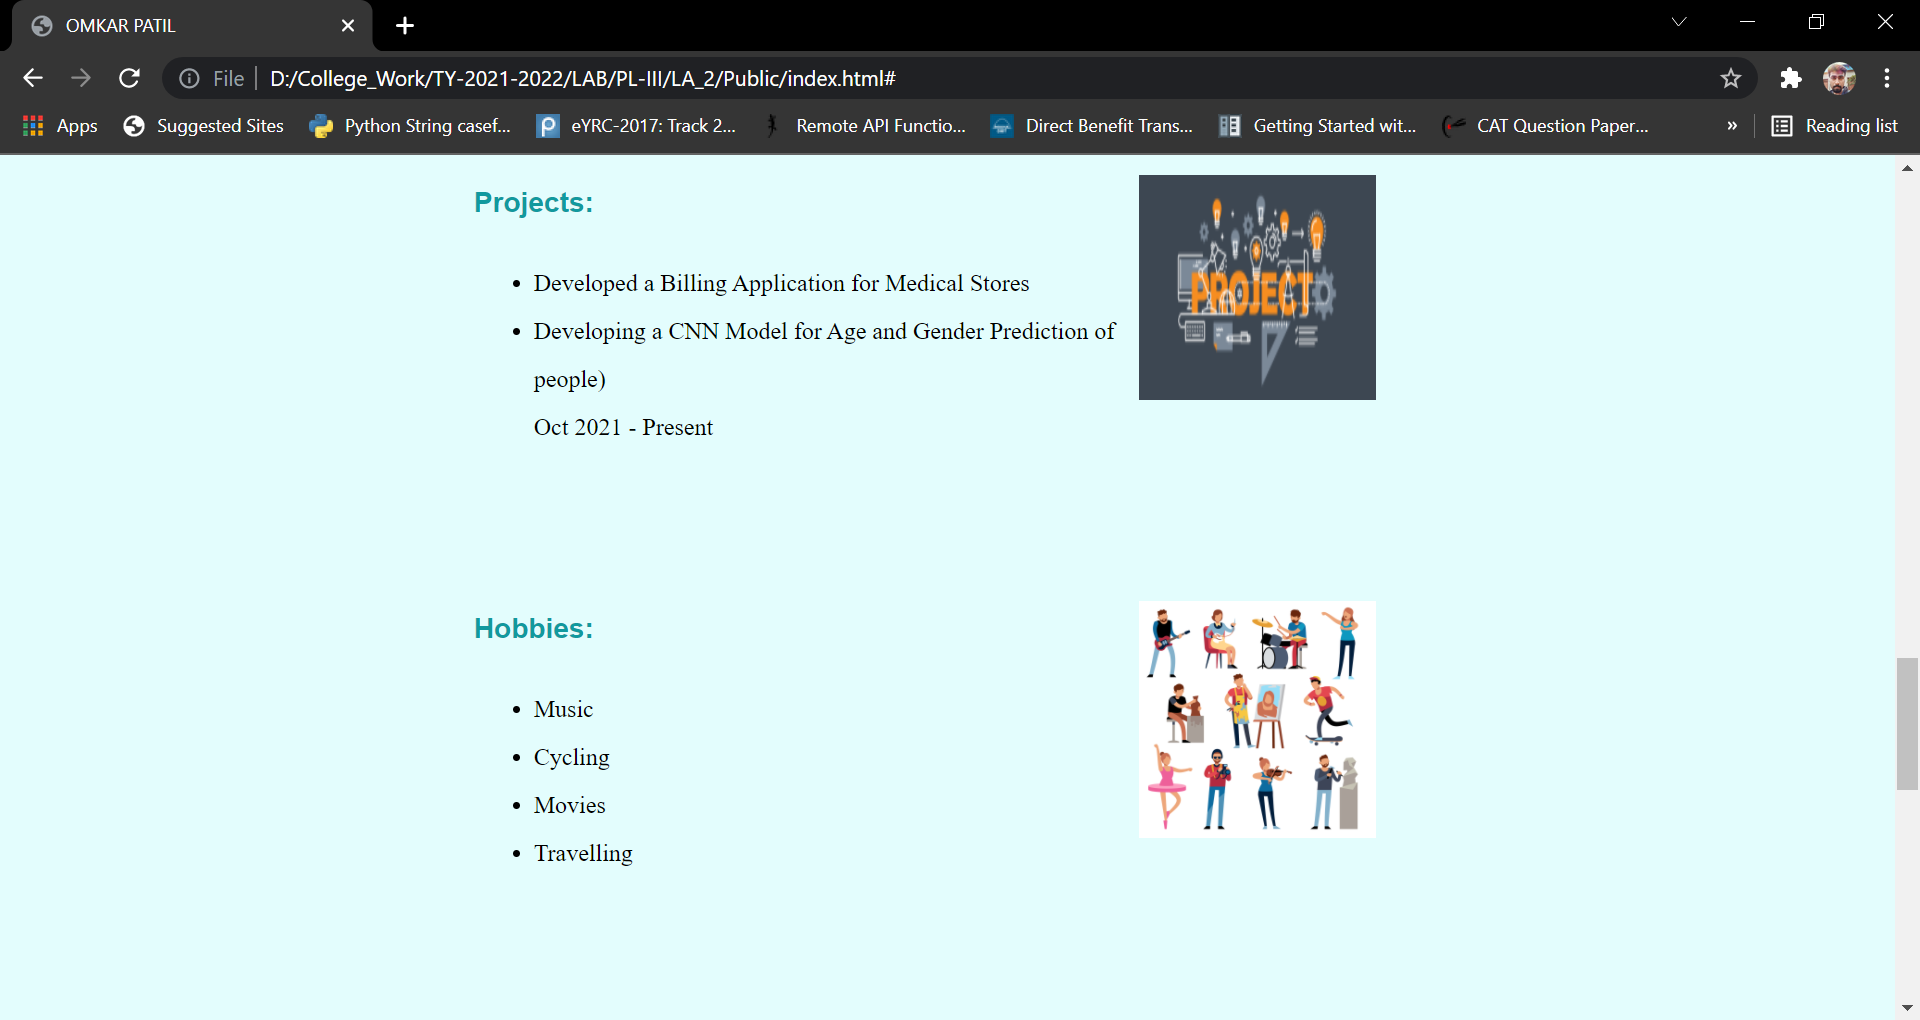 OMKAR PATIL
File D:/College_Work/TY-2021-2022/LAB/PL-III/LA_2/Public/index.html#
Apps Suggested Sites Python String casef... eYRC-2017: Track 2... Remote API Functio... Direct Benefit Trans... Getting Started wit... CAT Question Paper... » Reading list
Projects:
PROJECT
• Developed a Billing Application for Medical Stores
• Developing a CNN Model for Age and Gender Prediction of
people)
Oct 2021 - Present
Hobbies:
• Music
• Cycling
• Movies
• Travelling